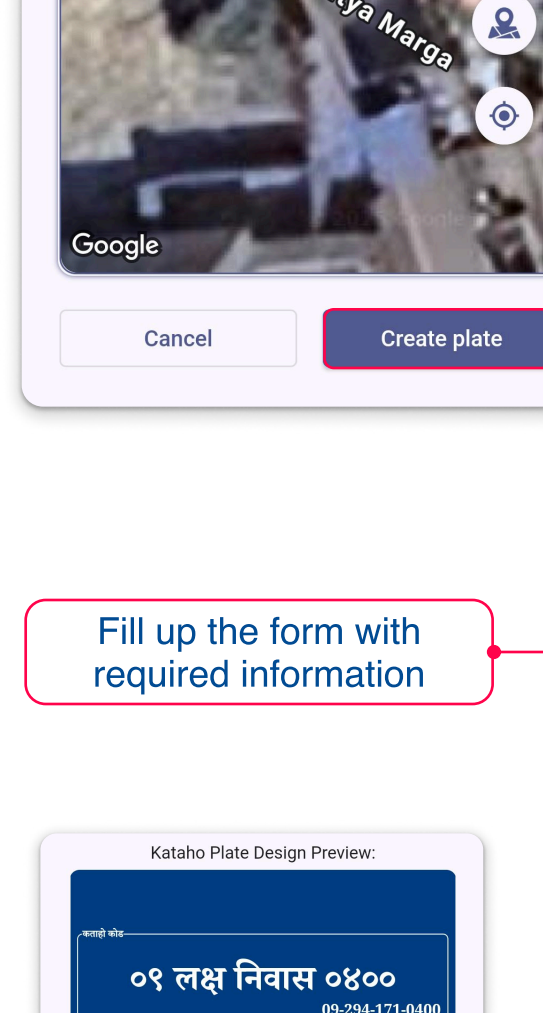 tya Marga
Google
Cancel
Create plate
Fill up the form with
required information
Kataho Plate Design Preview:
कताहो कोड
०९ लक्ष निवास ०४००
09-294-171-0400